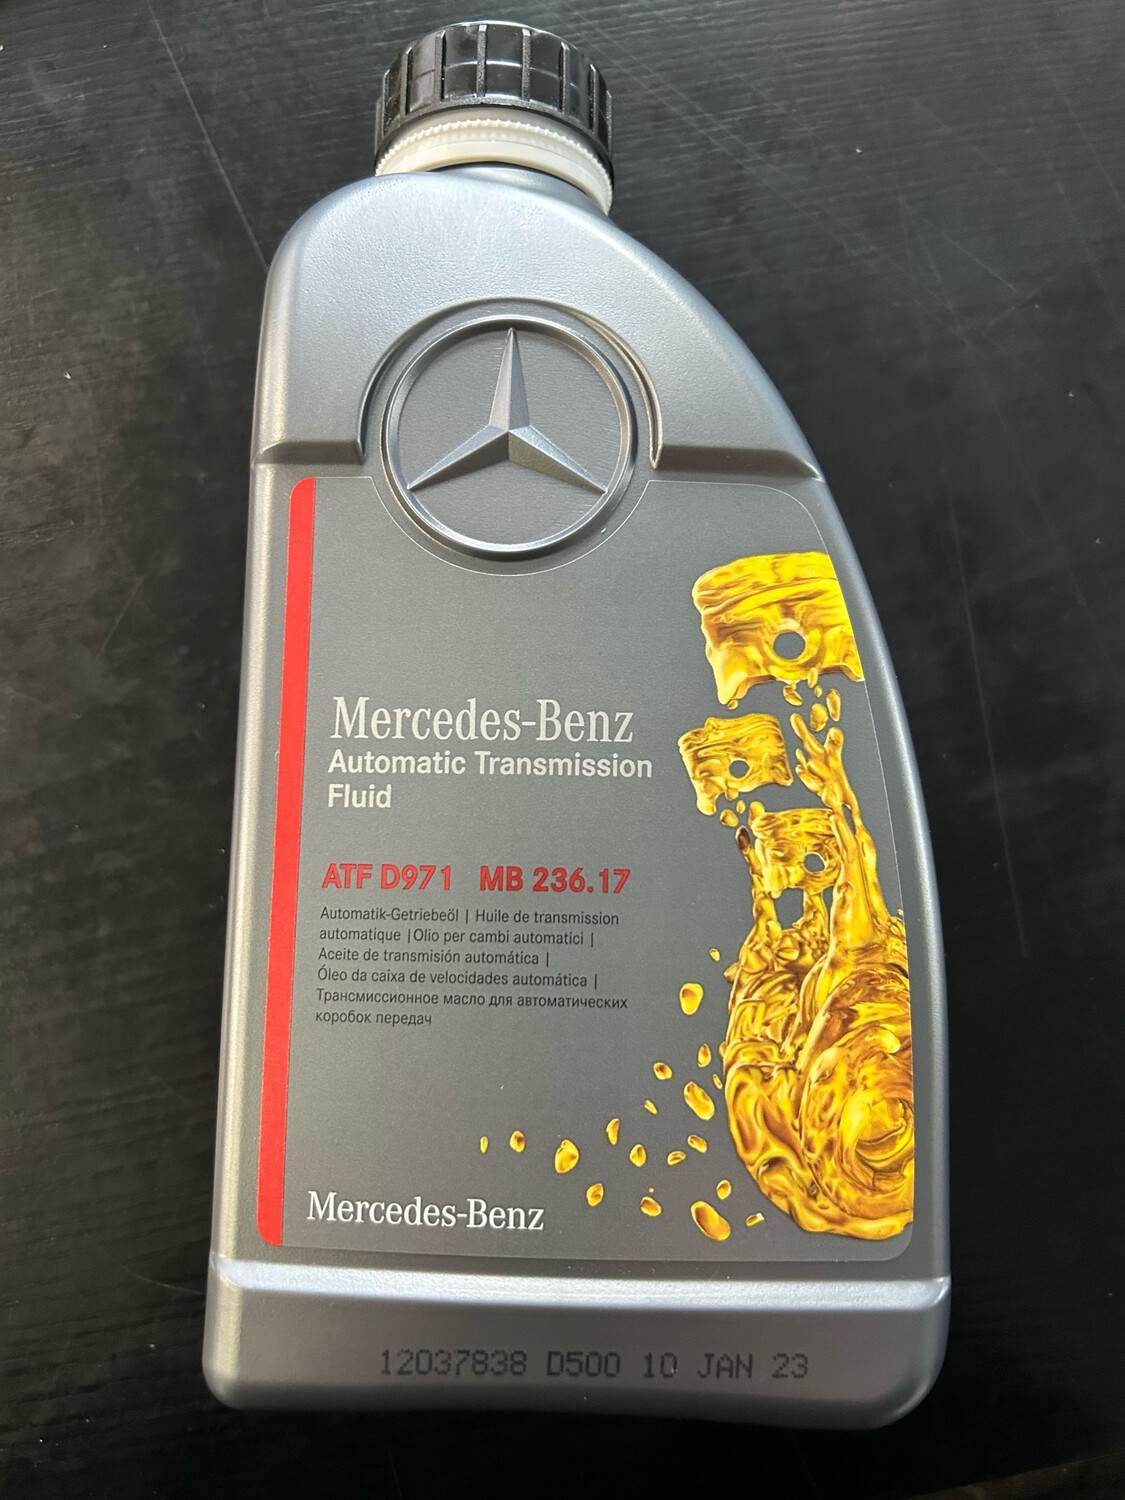 Mercedes-Benz
Automatic Transmission
Fluid
ATF D971 MB 236.17
Automatik-Getriebeöl | Huile de transmission
automatique |Olio per cambi automatici |
Aceite de transmisión automática |
Óleo da caixa de velocidades automática |
Трансмиссионное масло для автоматических
коробок передач
Mercedes-Benz
12037838 D500 10 JAN 23